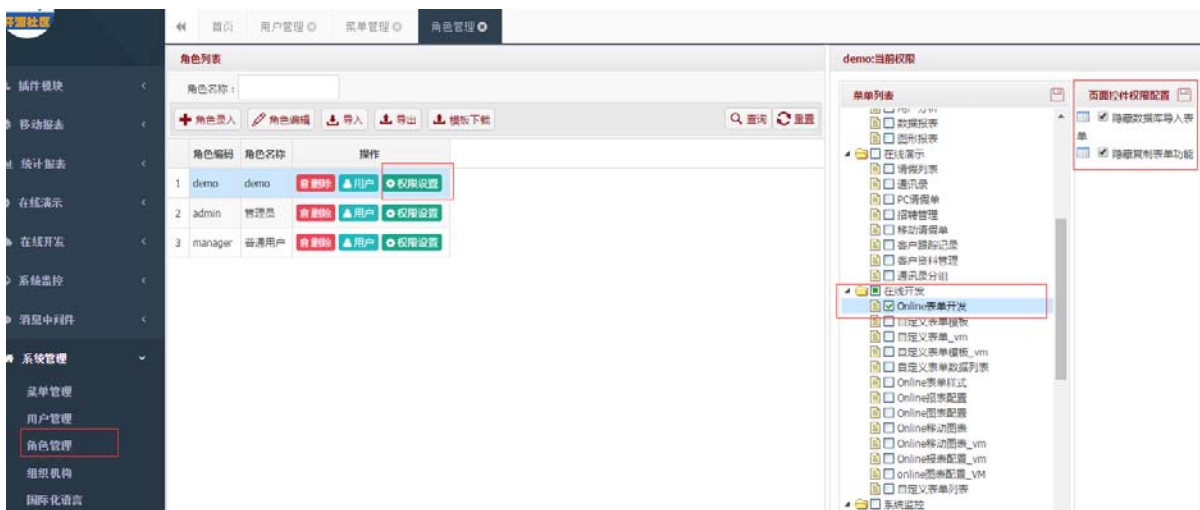 开源社区
首页 用户管理 菜单管理 角色管理
插件模块
移动报表
统计报表
在线演示
在线开发
系统监控
消息中间件
系统管理
菜单管理
用户管理
角色管理
组织机构
国际化语言
角色列表
角色名称：
角色录入 角色编辑 导入 导出 模板下载 查询 重置
角色编码 角色名称 操作
1 demo demo 删除 用户 权限设置
2 admin 管理员 删除 用户 权限设置
3 manager 普通用户 删除 用户 权限设置
demo:当前权限
菜单列表
用户分析
数据报表
图形报表
在线演示
请假列表
通讯录
PC请假单
招聘管理
移动请假单
客户跟踪记录
客户资料管理
通讯录分组
在线开发
Online表单开发
自定义表单模板
自定义表单_vm
自定义表单模板_vm
自定义表单数据列表
Online表单样式
Online报表配置
Online图表配置
Online移动图表
Online移动图表_vm
Online报表配置_vm
online图表配置_VM
自定义表单列表
系统监控
页面控件权限配置
隐藏数据库导入表
单
隐藏复制表单功能